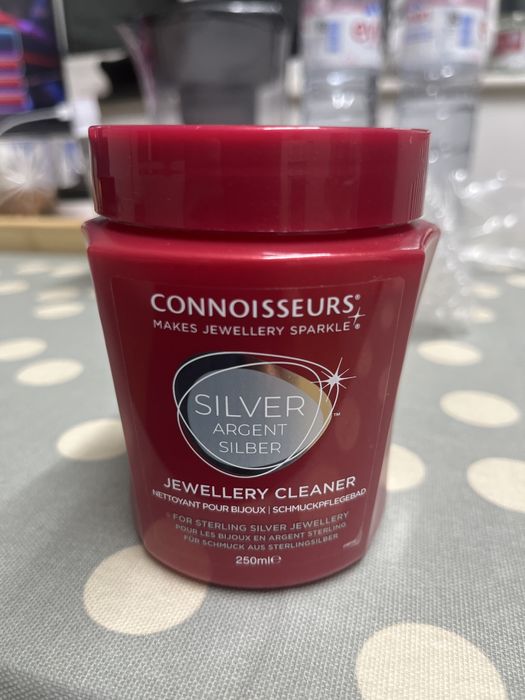 CONNOISSEURS®
MAKES JEWELLERY SPARKLE®
SILVER
ARGENT
SILBER
™
JEWELLERY CLEANER
NETTOYANT POUR BIJOUX | SCHMUCKPFLEGEBAD
FOR STERLING SILVER JEWELLERY
POUR LES BIJOUX EN ARGENT STERLING
FÜR SCHMUCK AUS STERLINGSILBER
250ml℮